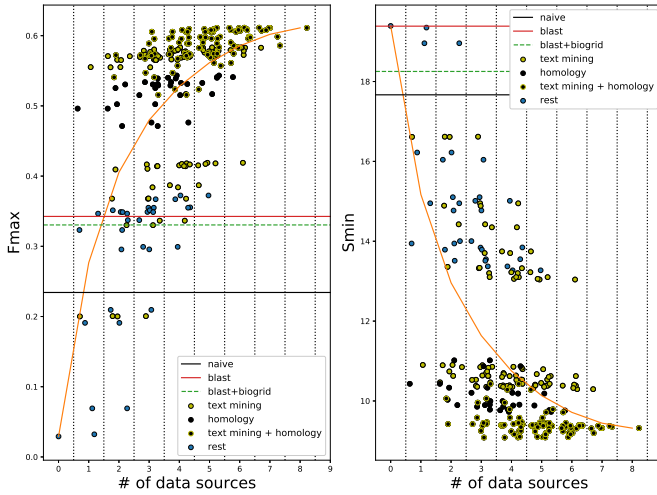 Fmax
0.6
0.5
0.4
0.3
0.2
0.1
0.0
naive
blast
blast+biogrid
text mining
homology
text mining + homology
rest
0 1 2 3 4 5 6 7 8 9
# of data sources
Smin
18
16
14
12
10
naive
blast
blast+biogrid
text mining
homology
text mining + homology
rest
0 1 2 3 4 5 6 7 8
# of data sources